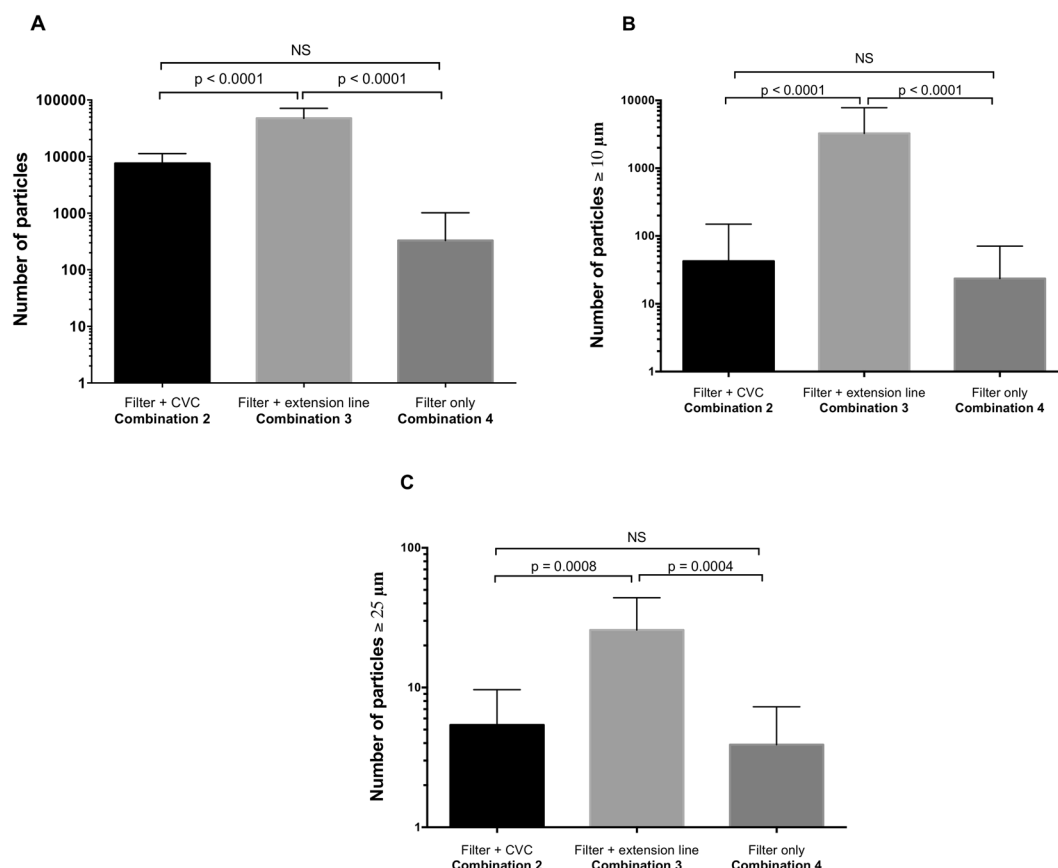 A
NS
p < 0.0001 p < 0.0001
Number of particles
100000
10000
1000
100
10
1
Filter + CVC Filter + extension line Filter only
Combination 2 Combination 3 Combination 4
B
NS
p < 0.0001 p < 0.0001
Number of particles ≥ 10 μm
10000
1000
100
10
1
Filter + CVC Filter + extension line Filter only
Combination 2 Combination 3 Combination 4
C
NS
p = 0.0008 p = 0.0004
Number of particles ≥ 25 μm
100
10
1
Filter + CVC Filter + extension line Filter only
Combination 2 Combination 3 Combination 4